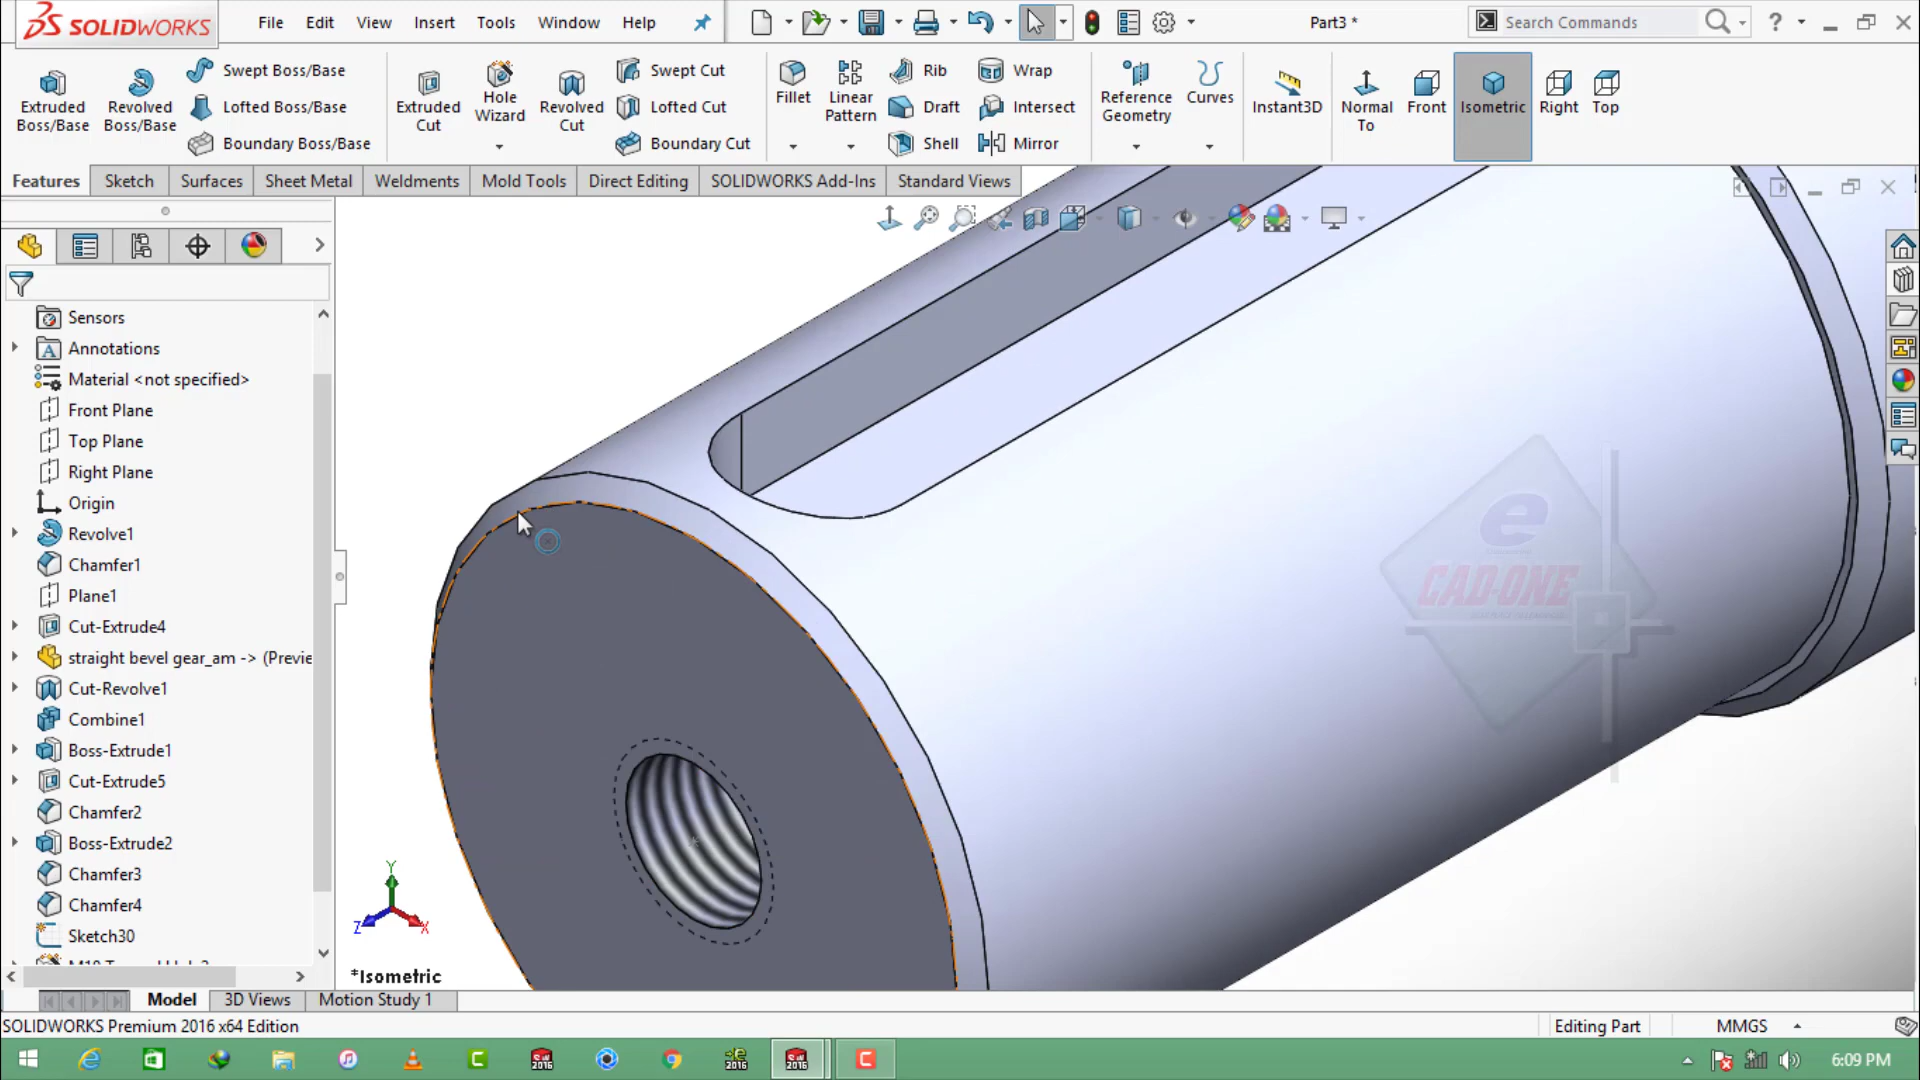 SOLIDWORKS File Edit View Insert Tools Window Help Part3 * Search Commands
Extruded Boss/Base
Revolved Boss/Base
Swept Boss/Base
Lofted Boss/Base
Boundary Boss/Base
Extruded Cut
Hole Wizard
Revolved Cut
Swept Cut
Lofted Cut
Boundary Cut
Fillet
Linear Pattern
Rib
Draft
Shell
Wrap
Intersect
Mirror
Reference Geometry
Curves
Instant3D
Normal To
Front
Isometric
Right
Top
Features Sketch Surfaces Sheet Metal Weldments Mold Tools Direct Editing SOLIDWORKS Add-Ins Standard Views
Sensors
Annotations
Material <not specified>
Front Plane
Top Plane
Right Plane
Origin
Revolve1
Chamfer1
Plane1
Cut-Extrude4
straight bevel gear_am -> (Previe
Cut-Revolve1
Combine1
Boss-Extrude1
Cut-Extrude5
Chamfer2
Boss-Extrude2
Chamfer3
Chamfer4
Sketch30
e
CAD-ONE
Y
Z
X
*Isometric
Model 3D Views Motion Study 1
SOLIDWORKS Premium 2016 x64 Edition Editing Part MMGS
6:09 PM